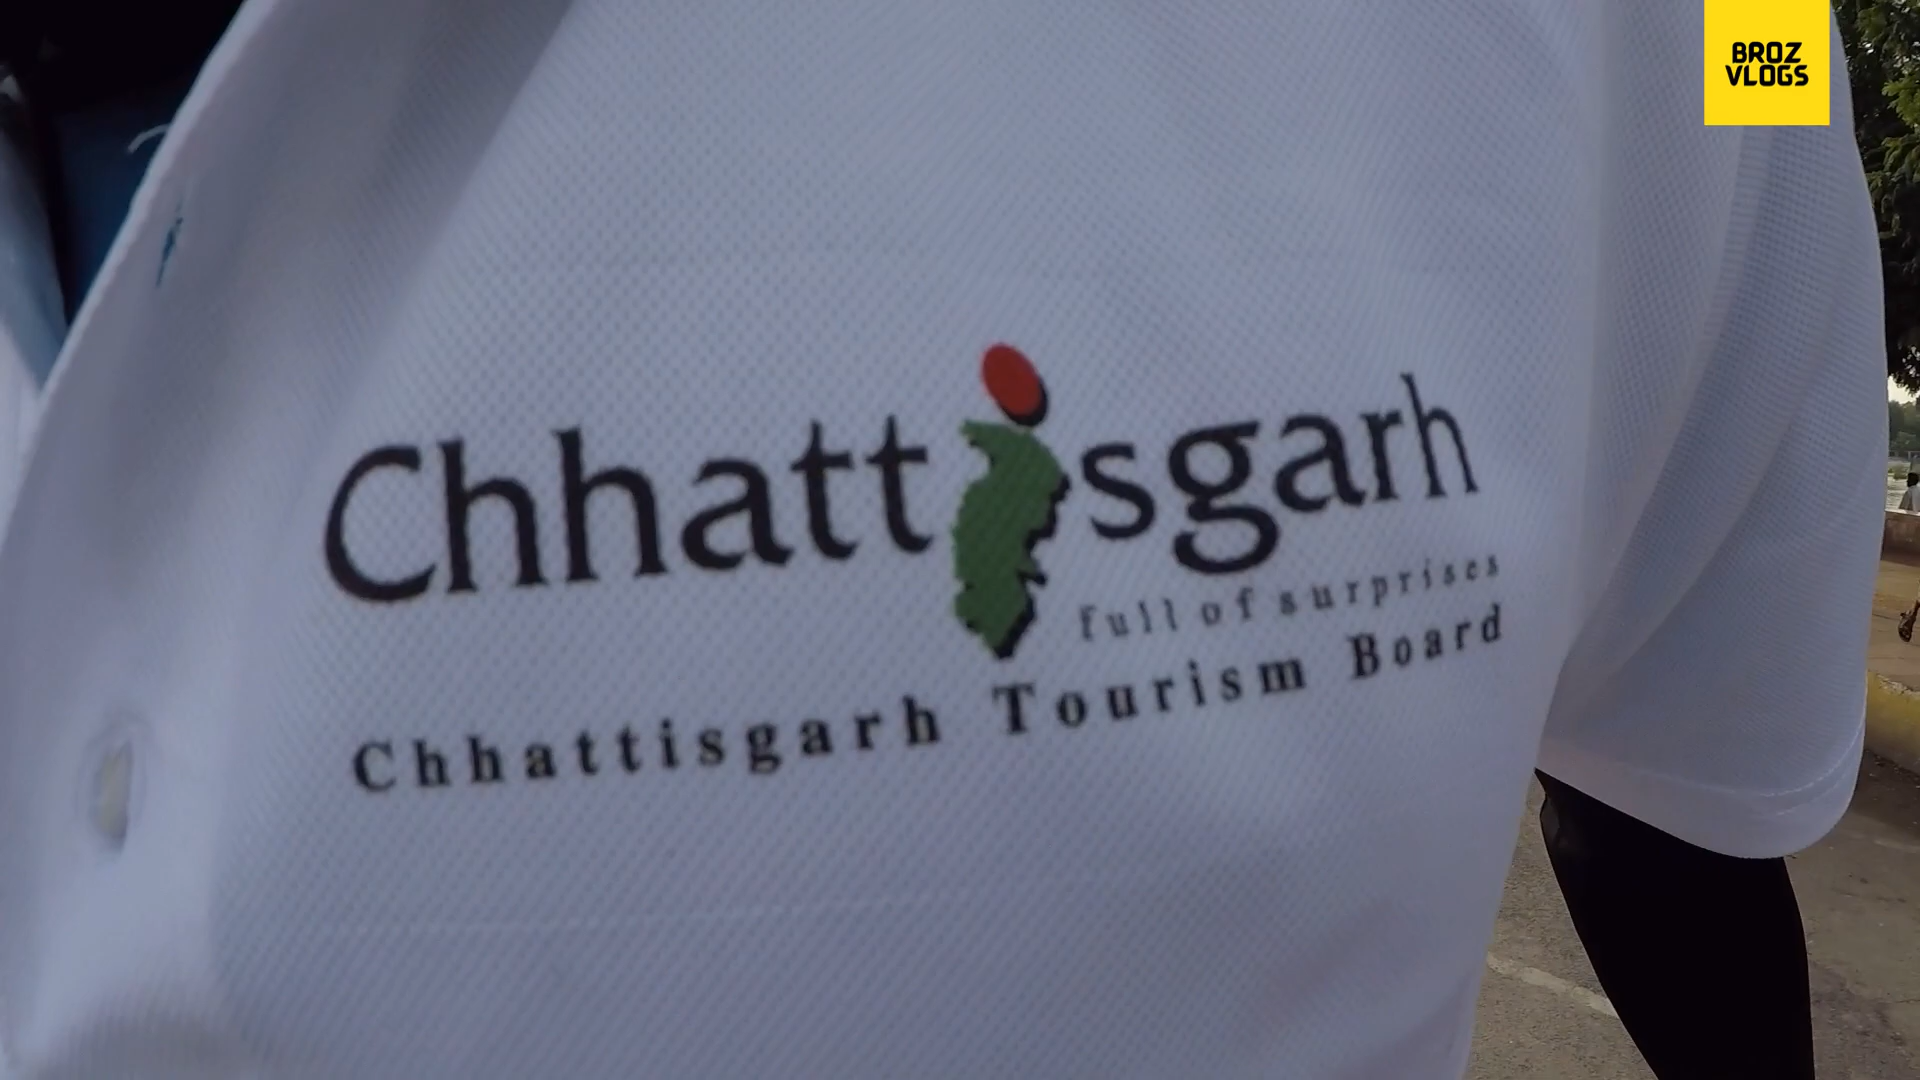 BROZ
VLOGS
Chhattisgarh
full of surprises
Chhattisgarh Tourism Board